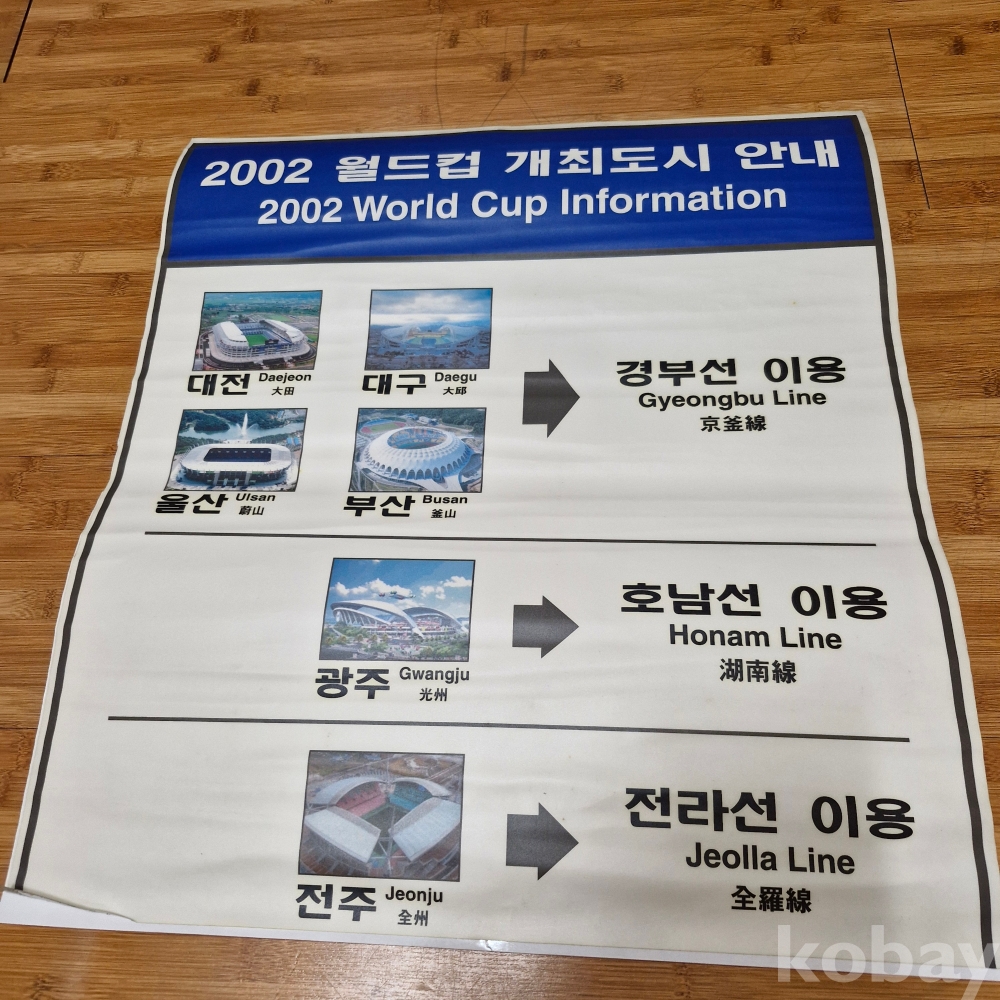 2002 월드컵 개최도시 안내
2002 World Cup Information
대전 Daejeon 大田
대구 Daegu 大邱
울산 Ulsan 蔚山
부산 Busan 釜山
경부선 이용
Gyeongbu Line
京釜線
광주 Gwangju 光州
호남선 이용
Honam Line
湖南線
전주 Jeonju 全州
전라선 이용
Jeolla Line
全羅線
kobay